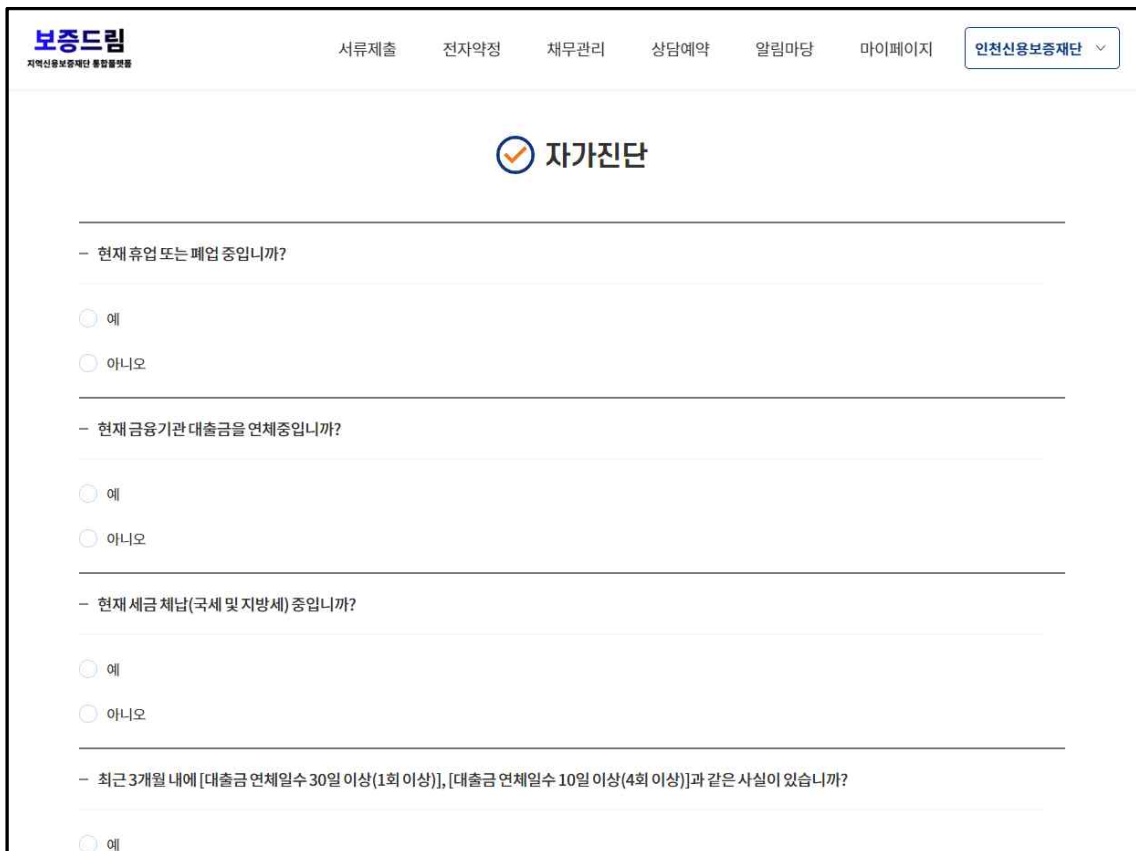 보증드림
지역신용보증재단 통합플랫폼
서류제출 전자약정 채무관리 상담예약 알림마당 마이페이지 인천신용보증재단
자가진단
– 현재 휴업 또는 폐업 중입니까?
예
아니오
– 현재 금융기관 대출금을 연체중입니까?
예
아니오
– 현재 세금 체납(국세 및 지방세) 중입니까?
예
아니오
– 최근 3개월 내에 [대출금 연체일수 30일 이상(1회 이상)], [대출금 연체일수 10일 이상(4회 이상)]과 같은 사실이 있습니까?
예